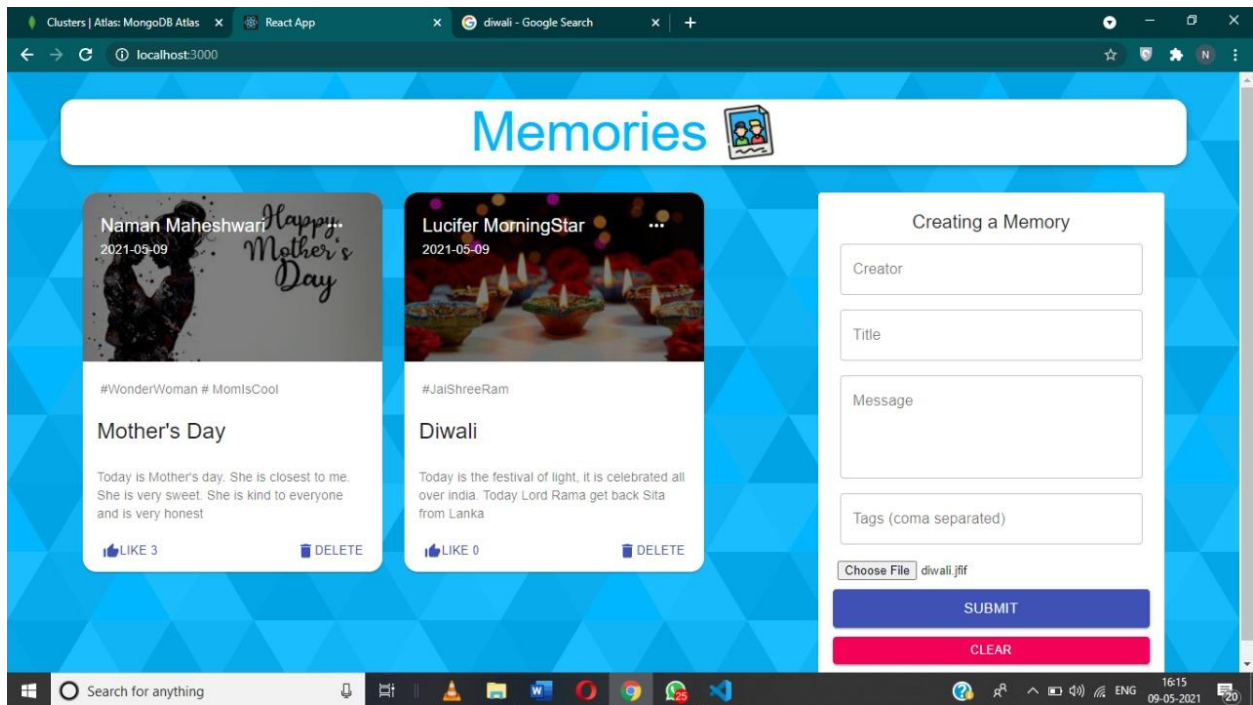 Clusters | Atlas: MongoDB Atlas
React App
diwali - Google Search
localhost:3000
N
Memories
Naman Maheshwari
2021-05-09
Happy
Mother's
Day
#WonderWoman # MomIsCool
Mother's Day
Today is Mother's day. She is closest to me.
She is very sweet. She is kind to everyone
and is very honest
LIKE 3
DELETE
Lucifer MorningStar
2021-05-09
#JaiShreeRam
Diwali
Today is the festival of light, it is celebrated all
over india. Today Lord Rama get back Sita
from Lanka
LIKE 0
DELETE
Creating a Memory
Creator
Title
Message
Tags (coma separated)
Choose File diwali.jfif
SUBMIT
CLEAR
Search for anything
25
ENG
16:15
09-05-2021
20